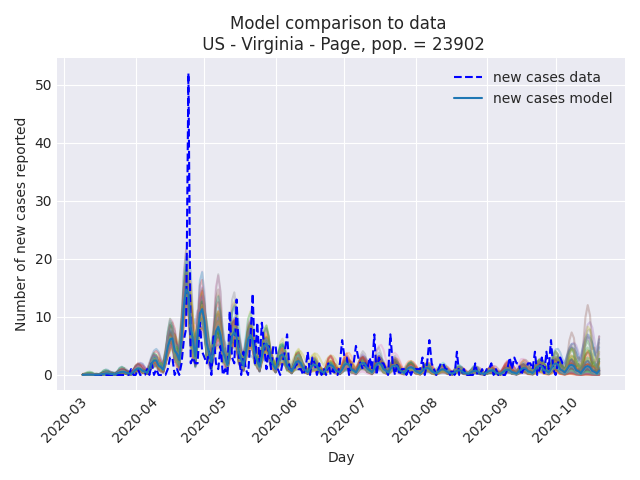 Model comparison to data
US - Virginia - Page, pop. = 23902
new cases data
new cases model
Number of new cases reported
50
40
30
20
10
0
2020-03
2020-04
2020-05
2020-06
2020-07
2020-08
2020-09
2020-10
Day